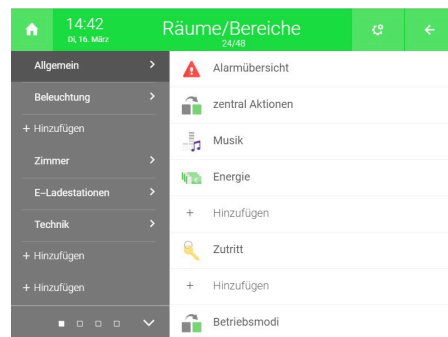 14:42
Di, 16. März
Räume/Bereiche
24/48
Allgemein
Beleuchtung
+ Hinzufügen
Zimmer
E-Ladestationen
Technik
+ Hinzufügen
+ Hinzufügen
Alarmübersicht
zentral Aktionen
Musik
Energie
+ Hinzufügen
Zutritt
+ Hinzufügen
Betriebsmodi